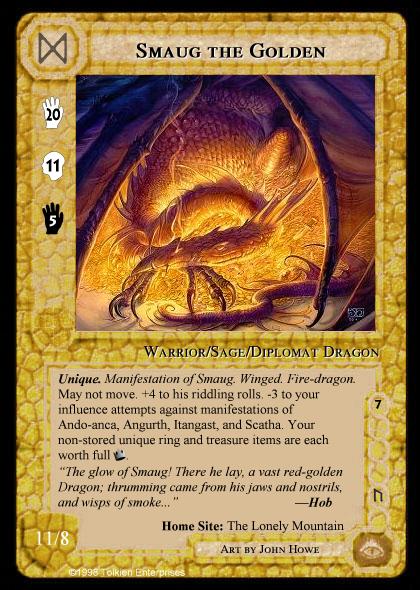 SMAUG THE GOLDEN
20
11
5
WARRIOR/SAGE/DIPLOMAT DRAGON
Unique. Manifestation of Smaug. Winged. Fire-dragon.
May not move. +4 to his riddling rolls. -3 to your
influence attempts against manifestations of
Ando-anca, Angurth, Itangast, and Scatha. Your
non-stored unique ring and treasure items are each
worth full .
7
“The glow of Smaug! There he lay, a vast red-golden
Dragon; thrumming came from his jaws and nostrils,
and wisps of smoke...” —Hob
Home Site: The Lonely Mountain
11/8
ART BY JOHN HOWE
©1998 Tolkien Enterprises